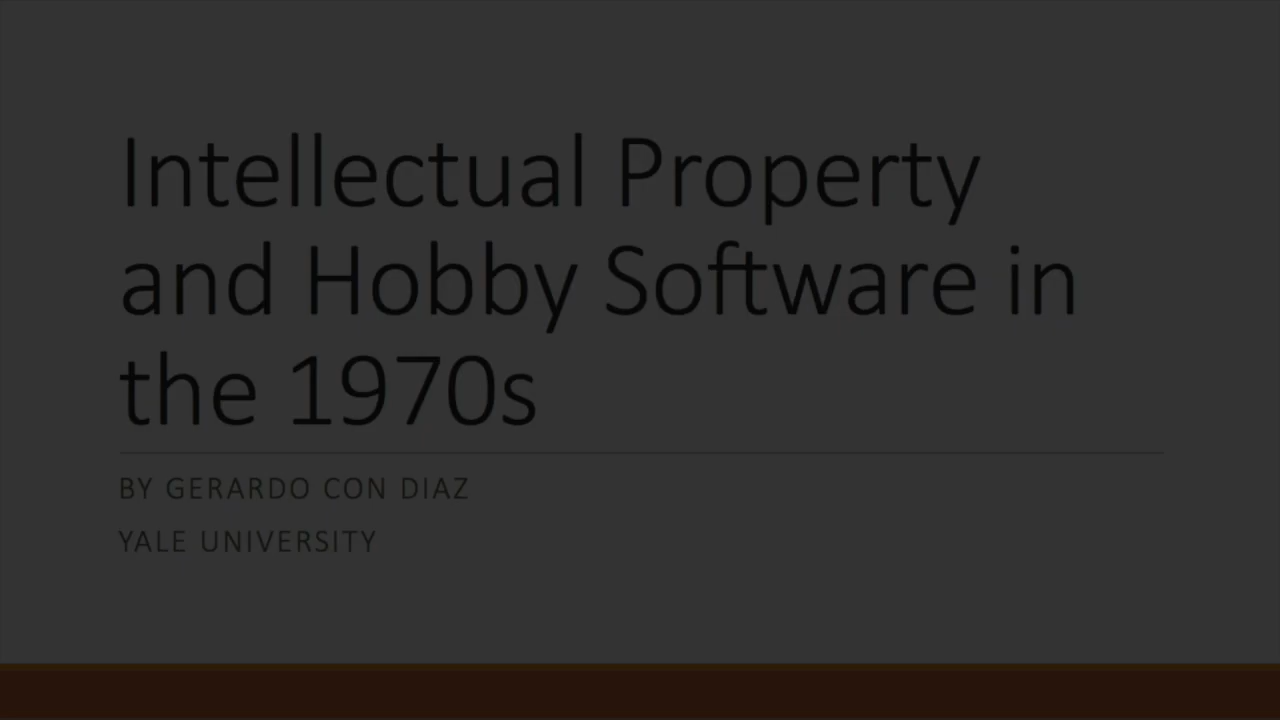 Intellectual Property
and Hobby Software in
the 1970s
BY GERARDO CON DIAZ
YALE UNIVERSITY